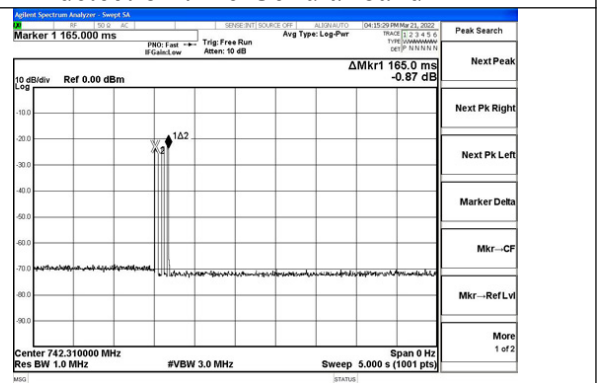 Agilent Spectrum Analyzer - Swept SA
RF 50 Ω AC SENSE:INT SOURCE OFF ALIGN AUTO 04:15:29 PM Mar 21, 2022
Marker 1 165.000 ms
PNO: Fast
IFGain:Low
Trig: Free Run
Atten: 10 dB
Avg Type: Log-Pwr
TRACE 1 2 3 4 5 6
TYPE
DET P N N N N N
Peak Search
ΔMkr1 165.0 ms
-0.87 dB
10 dB/div Ref 0.00 dBm
Log
-10.0
-20.0
-30.0
-40.0
-50.0
-60.0
-70.0
-80.0
-90.0
1Δ2
2
Center 742.310000 MHz
Span 0 Hz
Res BW 1.0 MHz
#VBW 3.0 MHz
Sweep 5.000 s (1001 pts)
MSG
STATUS
Next Peak
Next Pk Right
Next Pk Left
Marker Delta
Mkr→CF
Mkr→Ref Lvl
More
1 of 2